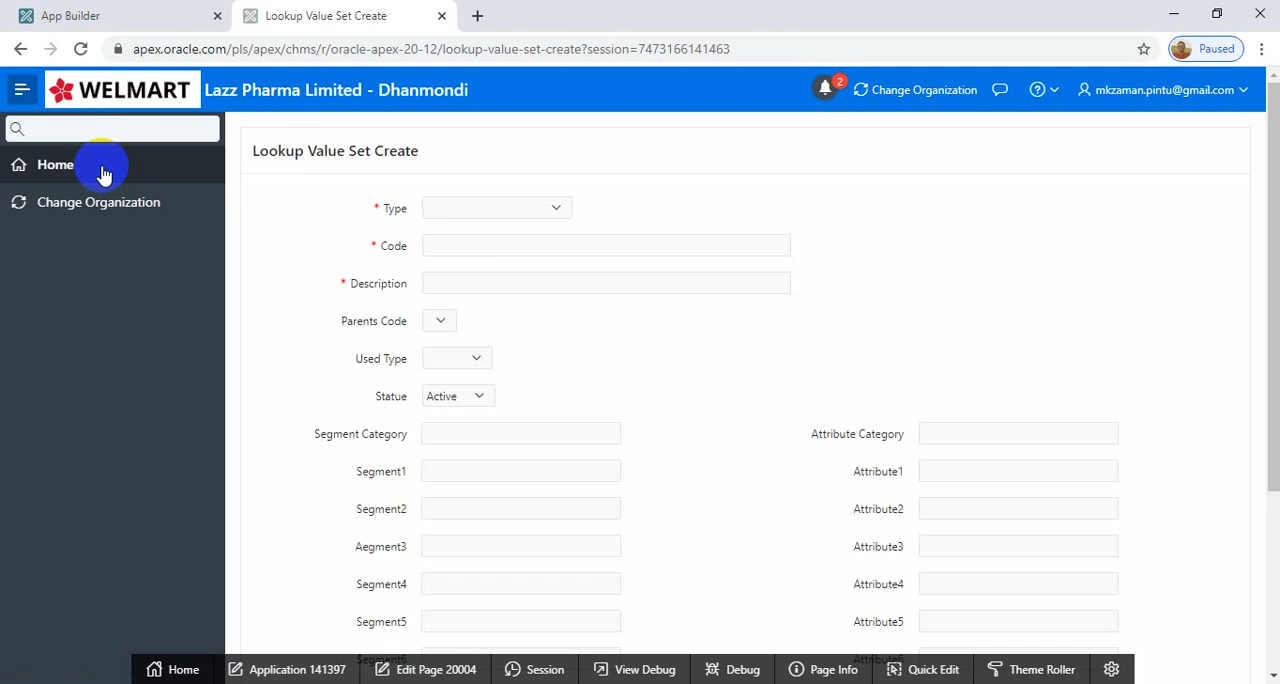 App Builder
Lookup Value Set Create
apex.oracle.com/pls/apex/chms/r/oracle-apex-20-12/lookup-value-set-create?session=7473166141463
Paused
WELMART
Lazz Pharma Limited - Dhanmondi
2
Change Organization
mkzaman.pintu@gmail.com
Home
Change Organization
Lookup Value Set Create
* Type
* Code
* Description
Parents Code
Used Type
Statue Active
Segment Category Attribute Category
Segment1 Attribute1
Segment2 Attribute2
Aegment3 Attribute3
Segment4 Attribute4
Segment5 Attribute5
Segment6 Attribute6
Home Application 141397 Edit Page 20004 Session View Debug Debug Page Info Quick Edit Theme Roller